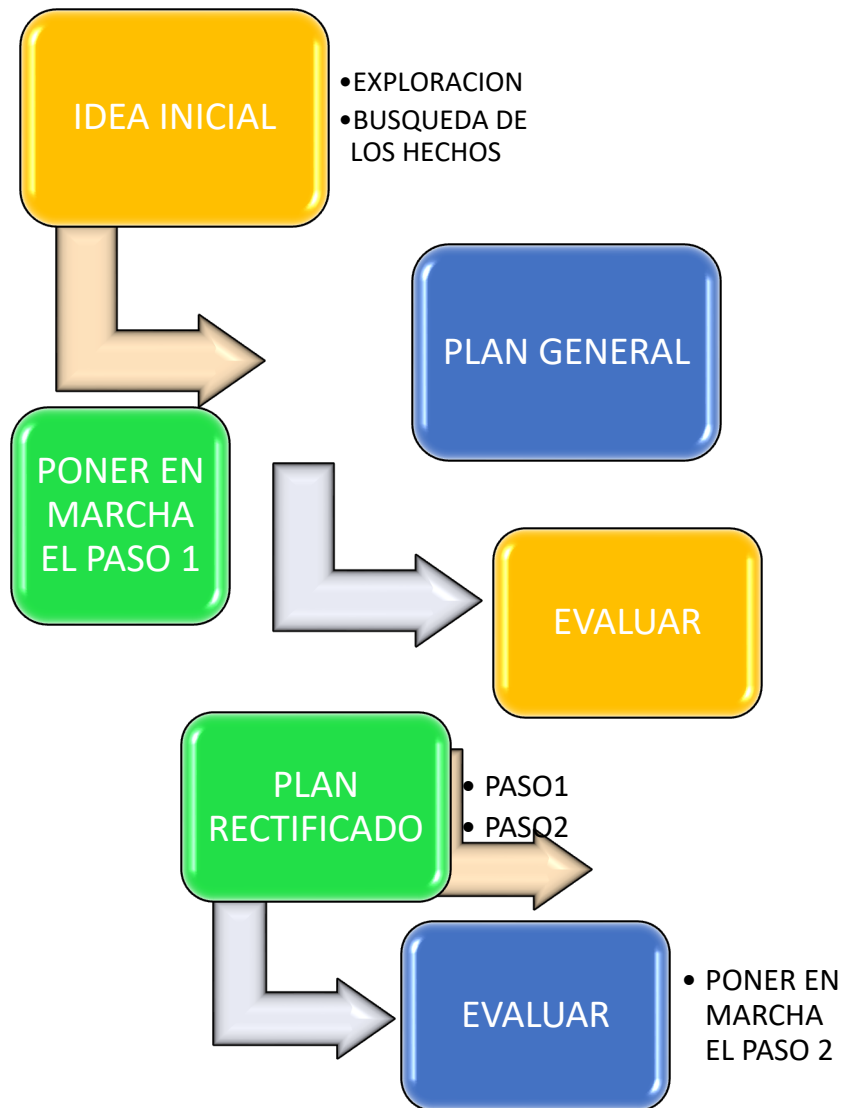 IDEA INICIAL
•EXPLORACION
•BUSQUEDA DE
LOS HECHOS
PLAN GENERAL
PONER EN
MARCHA
EL PASO 1
EVALUAR
PLAN
RECTIFICADO
• PASO1
• PASO2
EVALUAR
• PONER EN
MARCHA
EL PASO 2